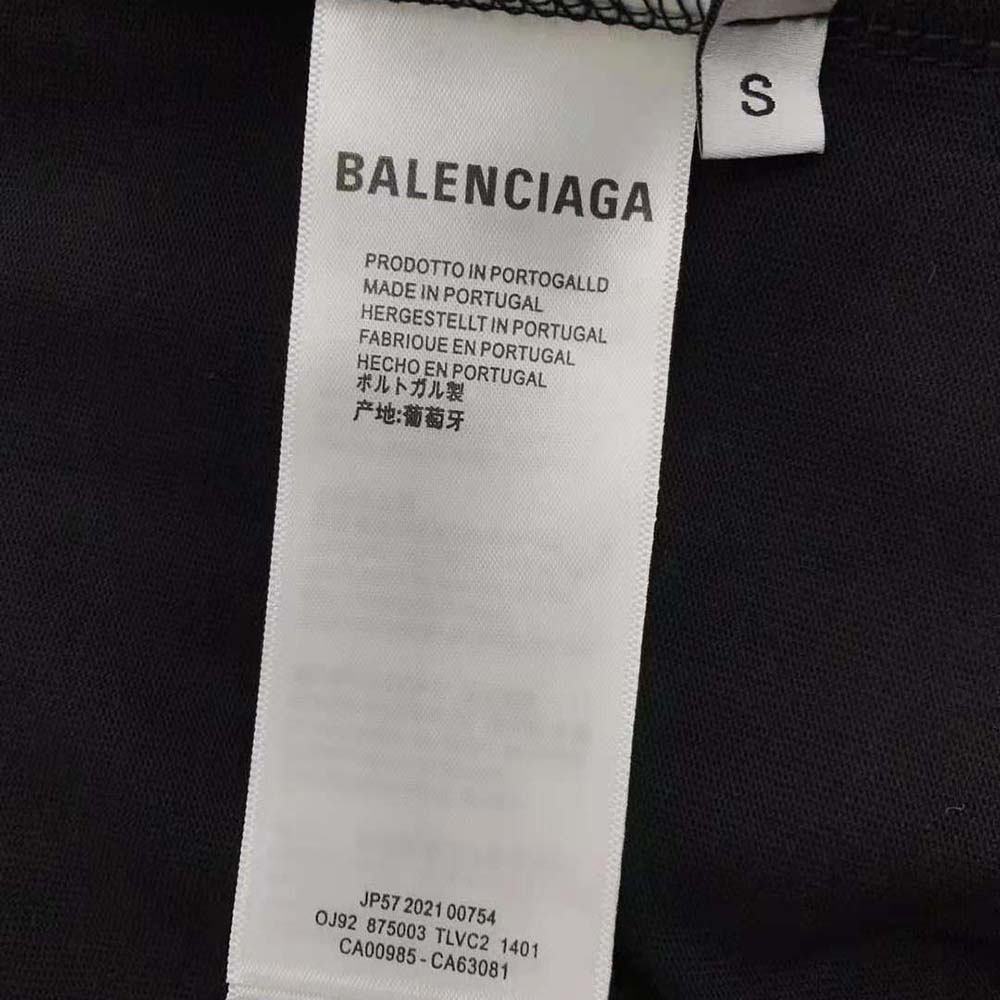 S
BALENCIAGA
PRODOTTO IN PORTOGALLD
MADE IN PORTUGAL
HERGESTELLT IN PORTUGAL
FABRIOUE EN PORTUGAL
HECHO EN PORTUGAL
ポルトガル製
产地:葡萄牙
JP57 2021 00754
OJ92 875003 TLVC2 1401
CA00985 - CA63081